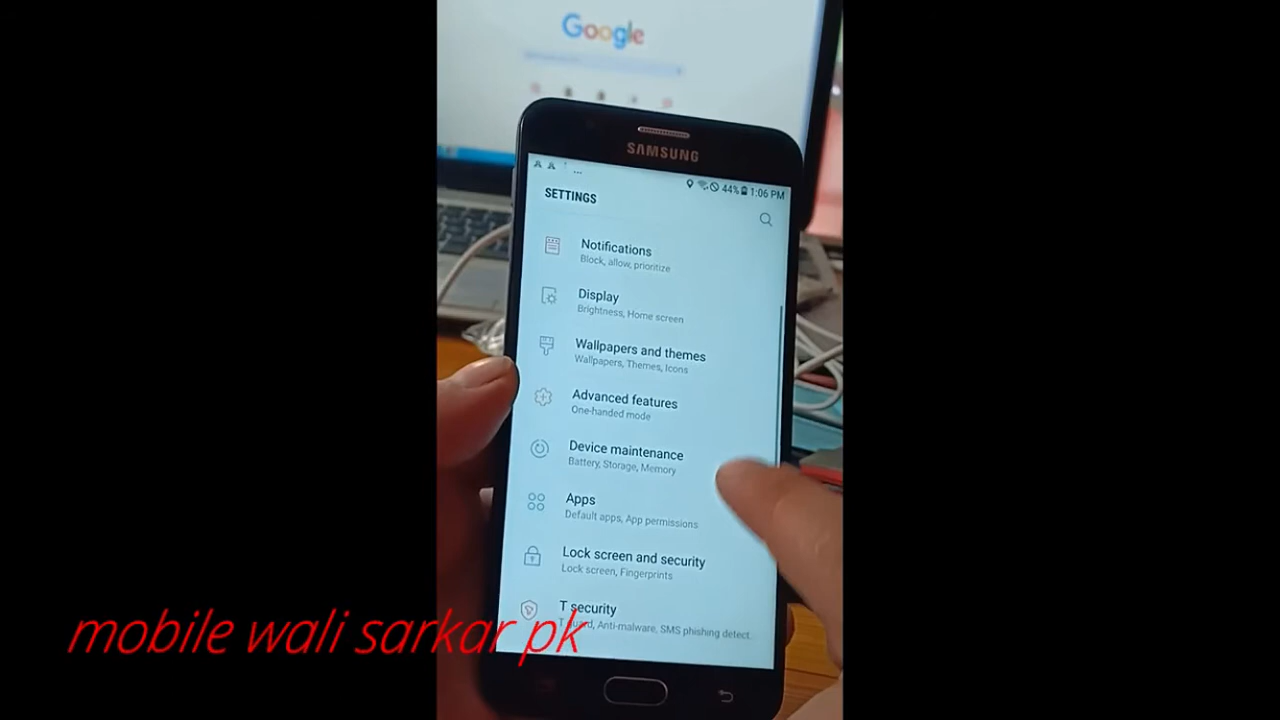 Google
SAMSUNG
44% 1:06 PM
SETTINGS
Notifications
Block, allow, prioritize
Display
Brightness, Home screen
Wallpapers and themes
Wallpapers, Themes, Icons
Advanced features
One-handed mode
Device maintenance
Battery, Storage, Memory
Apps
Default apps, App permissions
Lock screen and security
Lock screen, Fingerprints
T security
T guard, Anti-malware, SMS phishing detect.
mobile wali sarkar pk